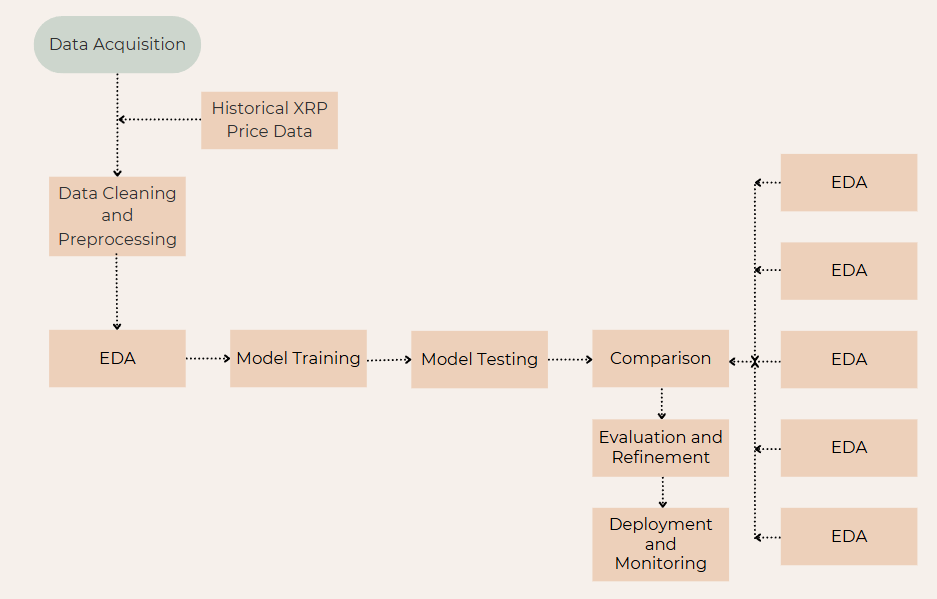 Data Acquisition
Historical XRP
Price Data
Data Cleaning
and
Preprocessing
EDA
Model Training
Model Testing
Comparison
Evaluation and
Refinement
Deployment
and
Monitoring
EDA
EDA
EDA
EDA
EDA